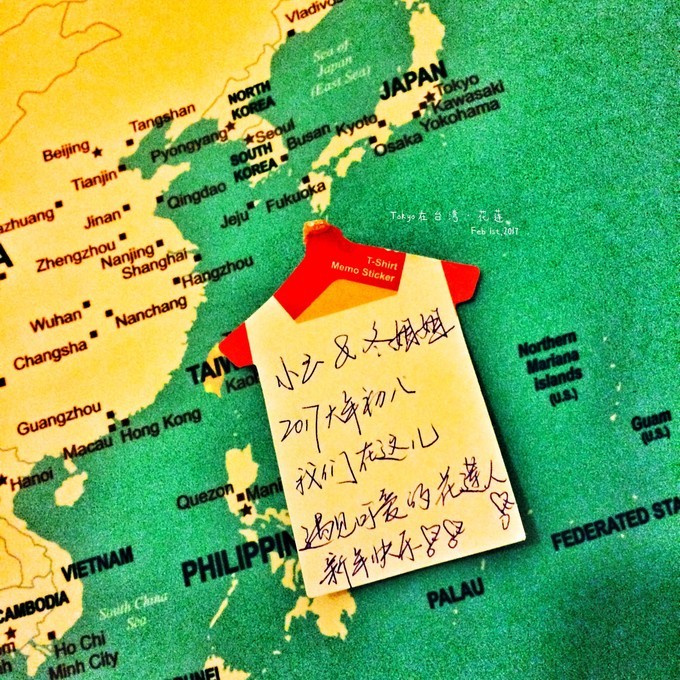 Vladivos
Sea of
Japan
(East Sea)
JAPAN
NORTH
KOREA
Tokyo
Kawasaki
Yokohama
Tangshan
Pyongyang
Seoul
Busan
Kyoto
Osaka
Beijing
Tianjin
SOUTH
KOREA
Qingdao
Jeju
Fukuoka
azhuang
Jinan
Tokyo在台湾·花莲。
Feb 1st,2017
Zhengzhou
Nanjing
Shanghai
Hangzhou
T-Shirt
Memo Sticker
Wuhan
Nanchang
Changsha
TAIW
Kao
小 & 冬姐姐
2017大年初八
我们在这儿
遇见可爱的花莲人
新年快乐
Northern
Mariana
Islands
(U.S.)
Guam
(U.S.)
Guangzhou
Macau
Hong Kong
Hanoi
Quezon
Mani
PHILIPPIN
FEDERATED STA
PALAU
VIETNAM
CAMBODIA
South China
Sea
Ho Chi
Minh City
RUNEI